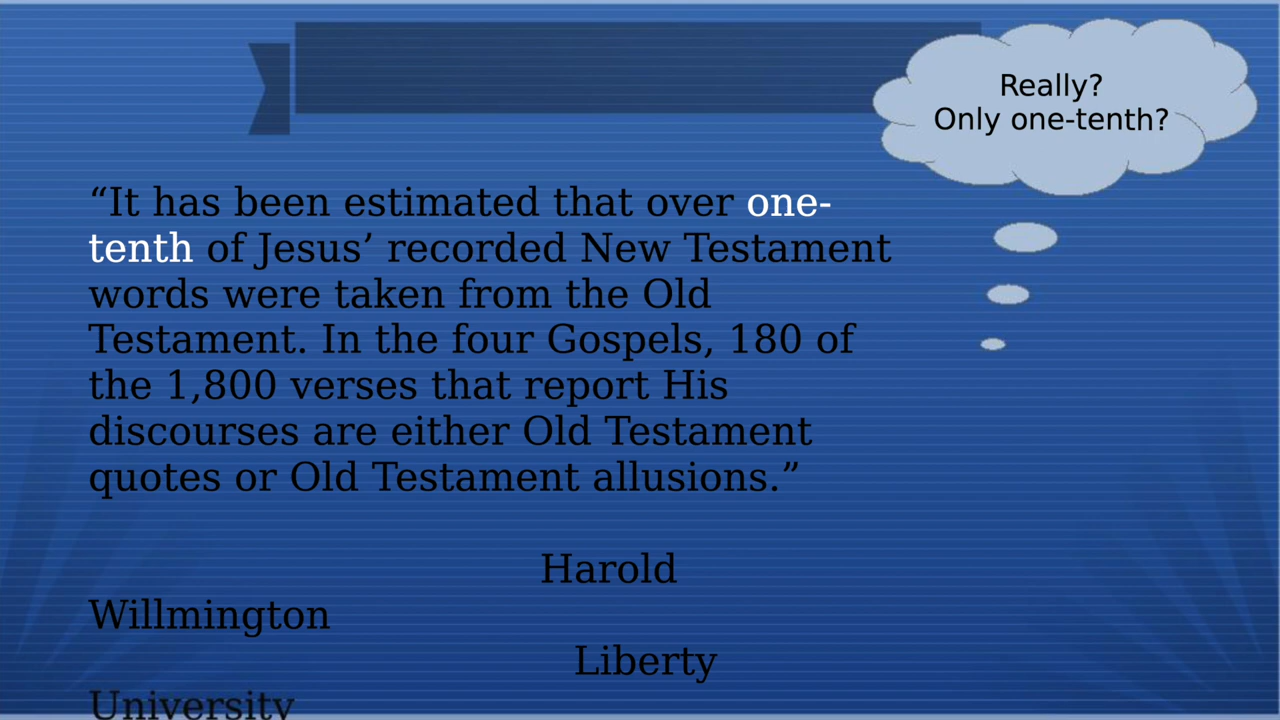 Really?
Only one-tenth?
“It has been estimated that over one-
tenth of Jesus’ recorded New Testament
words were taken from the Old
Testament. In the four Gospels, 180 of
the 1,800 verses that report His
discourses are either Old Testament
quotes or Old Testament allusions.”
Harold
Willmington
Liberty
University